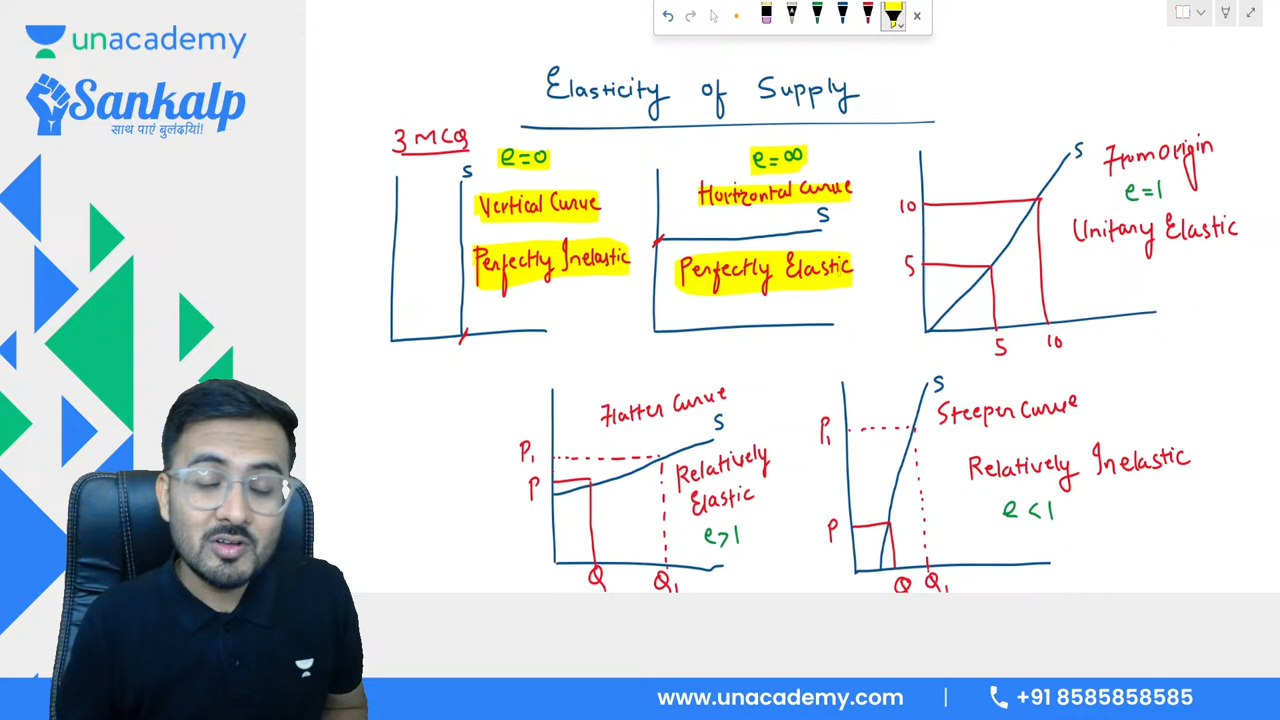 unacademy
Sankalp
साथ पाएं बुलंदियां!
Elasticity of Supply
3 MCQ
e=0
S
Vertical Curve
Perfectly Inelastic
e=∞
Horizontal Curve
S
Perfectly Elastic
S
From Origin
e=1
Unitary Elastic
10
5
5
10
Flatter Curve
S
P1
P
Relatively
Elastic
e>1
Q
Q1
S
Steeper Curve
P1
Relatively Inelastic
e<1
P
Q
Q1
www.unacademy.com | +91 8585858585